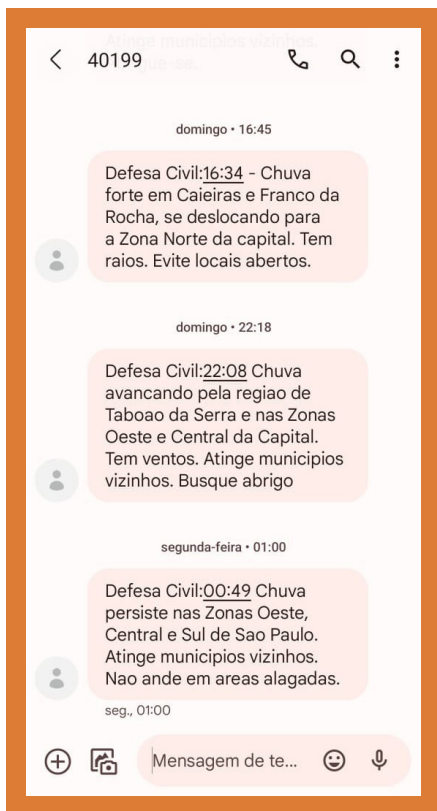 Atinge municipios vizinhos.
40199
domingo • 16:45
Defesa Civil:16:34 - Chuva
forte em Caieiras e Franco da
Rocha, se deslocando para
a Zona Norte da capital. Tem
raios. Evite locais abertos.
domingo • 22:18
Defesa Civil:22:08 Chuva
avancando pela regiao de
Taboao da Serra e nas Zonas
Oeste e Central da Capital.
Tem ventos. Atinge municipios
vizinhos. Busque abrigo
segunda-feira • 01:00
Defesa Civil:00:49 Chuva
persiste nas Zonas Oeste,
Central e Sul de Sao Paulo.
Atinge municipios vizinhos.
Nao ande em areas alagadas.
seg., 01:00
Mensagem de te...